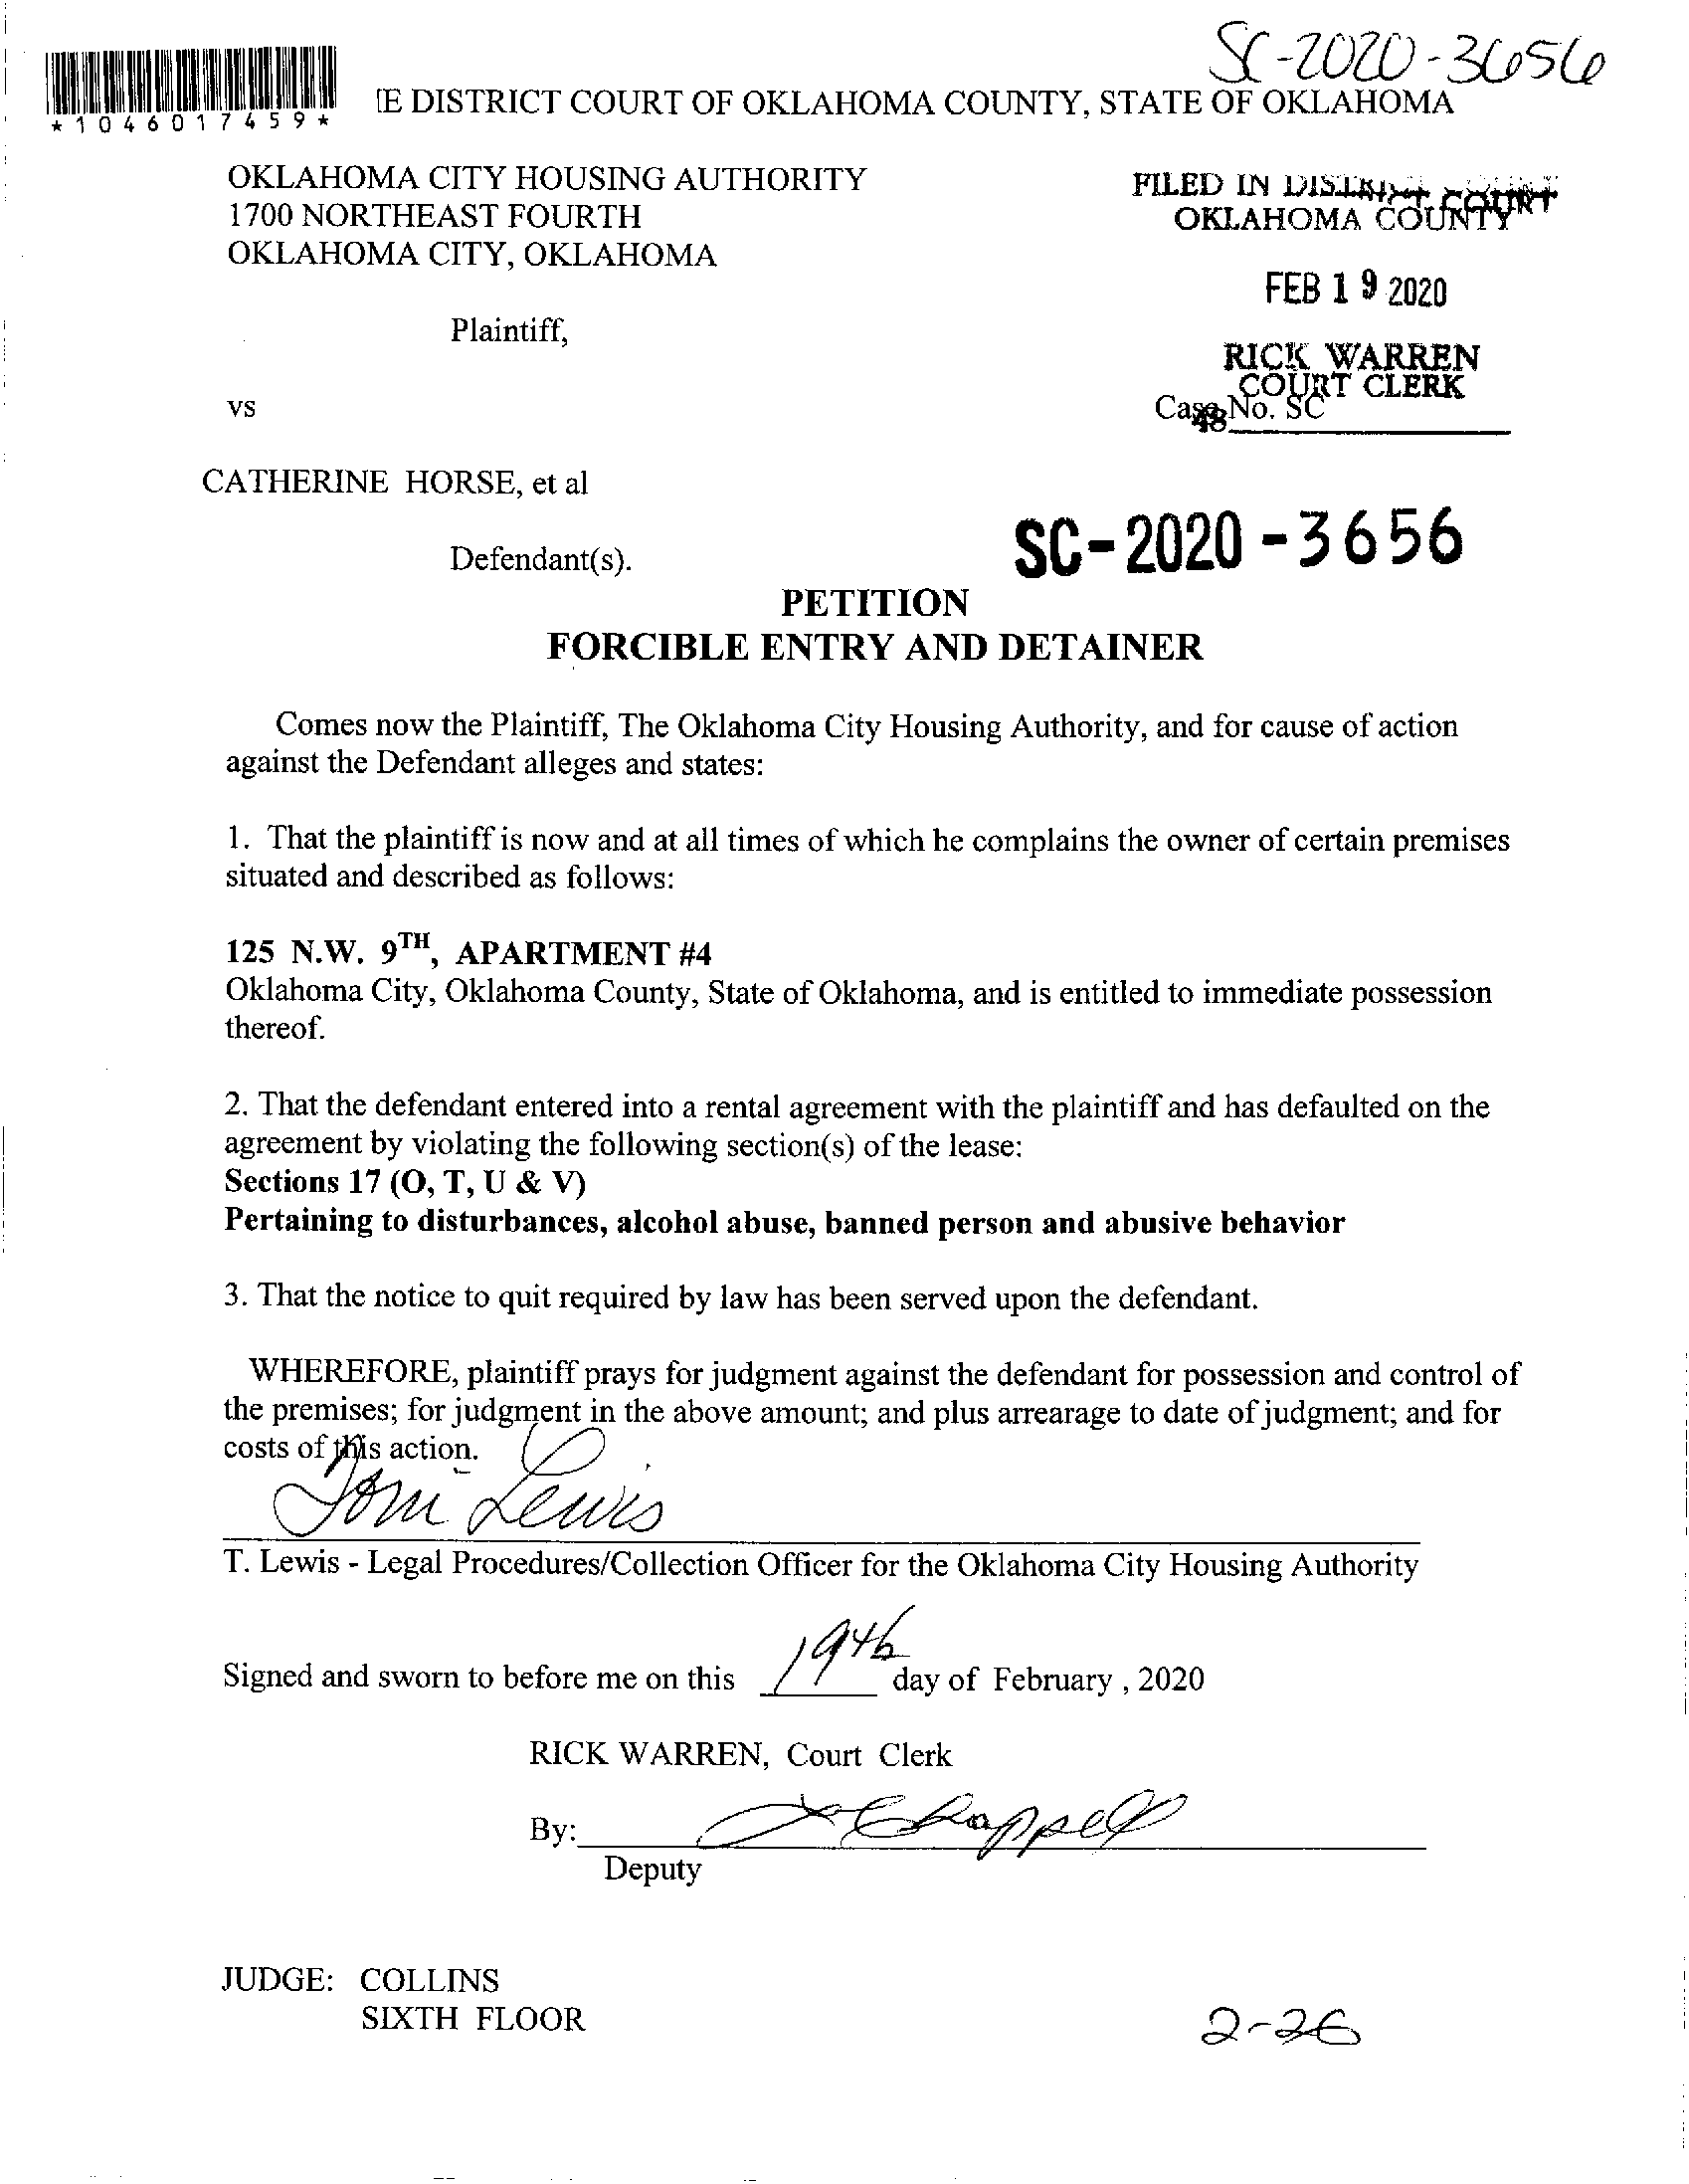 SC-2020-3656
*1046017459*
E DISTRICT COURT OF OKLAHOMA COUNTY, STATE OF OKLAHOMA
OKLAHOMA CITY HOUSING AUTHORITY
1700 NORTHEAST FOURTH
OKLAHOMA CITY, OKLAHOMA
FILED IN DISTRICT COURT
OKLAHOMA COUNTY
FEB 19 2020
Plaintiff,
RICK WARREN
COURT CLERK
48
vs
Case No. SC
CATHERINE HORSE, et al
SC-2020-3656
Defendant(s).
PETITION
FORCIBLE ENTRY AND DETAINER
Comes now the Plaintiff, The Oklahoma City Housing Authority, and for cause of action
against the Defendant alleges and states:
1. That the plaintiff is now and at all times of which he complains the owner of certain premises
situated and described as follows:
125 N.W. 9TH, APARTMENT #4
Oklahoma City, Oklahoma County, State of Oklahoma, and is entitled to immediate possession
thereof.
2. That the defendant entered into a rental agreement with the plaintiff and has defaulted on the
agreement by violating the following section(s) of the lease:
Sections 17 (O, T, U & V)
Pertaining to disturbances, alcohol abuse, banned person and abusive behavior
3. That the notice to quit required by law has been served upon the defendant.
WHEREFORE, plaintiff prays for judgment against the defendant for possession and control of
the premises; for judgment in the above amount; and plus arrearage to date of judgment; and for
costs of this action.
Toni Lewis
T. Lewis - Legal Procedures/Collection Officer for the Oklahoma City Housing Authority
Signed and sworn to before me on this 19th day of February , 2020
RICK WARREN, Court Clerk
By: Chappell
Deputy
JUDGE: COLLINS
SIXTH FLOOR
2-26